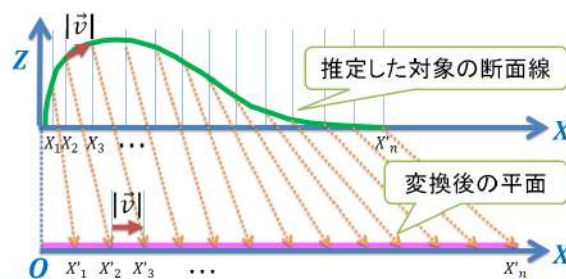 |v⃗|
Z
推定した対象の断面線
X₁ X₂ X₃ ... X'ₙ X
変換後の平面
|v⃗|
O X'₁ X'₂ X'₃ ... X'ₙ X